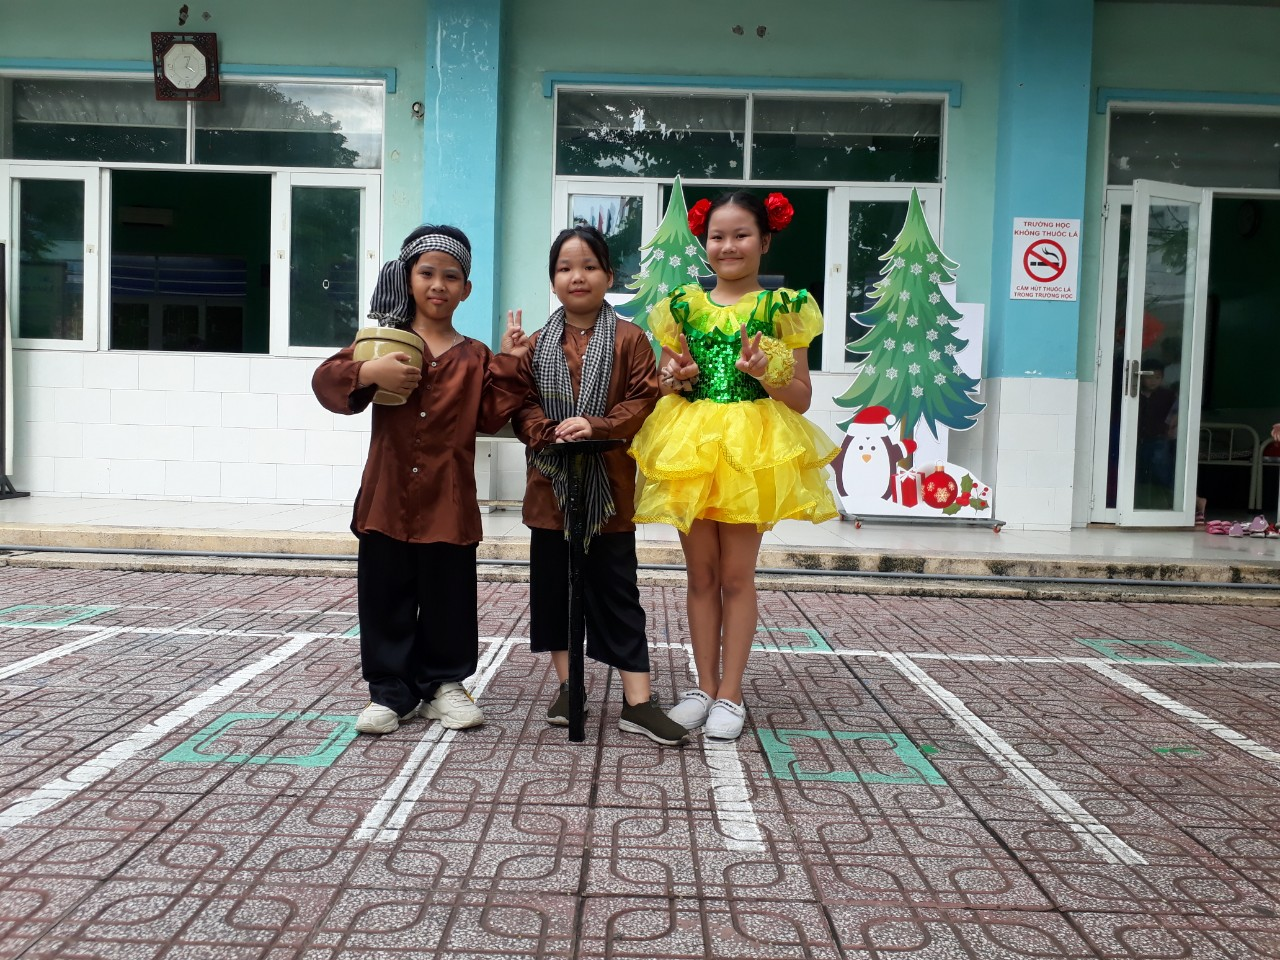 TRƯỜNG HỌC
KHÔNG THUỐC LÁ
CẤM HÚT THUỐC LÁ
TRONG TRƯỜNG HỌC